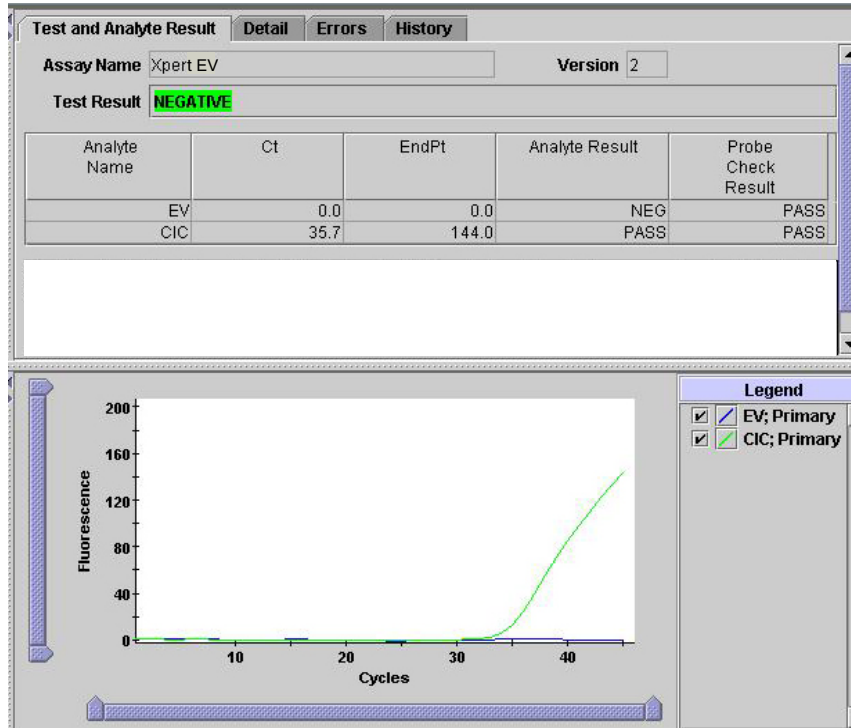 Test and Analyte Result Detail Errors History
Assay Name Xpert EV Version 2
Test Result NEGATIVE
Analyte Name Ct EndPt Analyte Result Probe Check Result
EV 0.0 0.0 NEG PASS
CIC 35.7 144.0 PASS PASS
Legend
EV; Primary
CIC; Primary
Fluorescence
200
160
120
80
40
0
10 20 30 40
Cycles